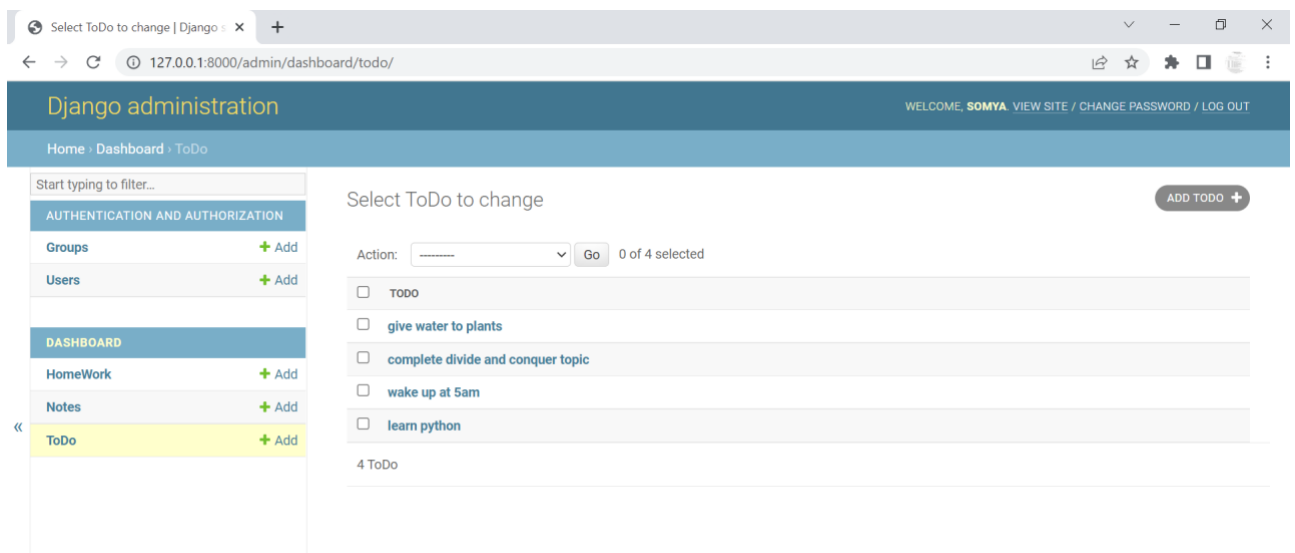 Select ToDo to change | Django s
127.0.0.1:8000/admin/dashboard/todo/
Django administration
WELCOME, SOMYA. VIEW SITE / CHANGE PASSWORD / LOG OUT
Home › Dashboard › ToDo
Start typing to filter...
AUTHENTICATION AND AUTHORIZATION
Groups + Add
Users + Add
DASHBOARD
HomeWork + Add
Notes + Add
ToDo + Add
«
Select ToDo to change
ADD TODO +
Action: --------- Go 0 of 4 selected
TODO
give water to plants
complete divide and conquer topic
wake up at 5am
learn python
4 ToDo